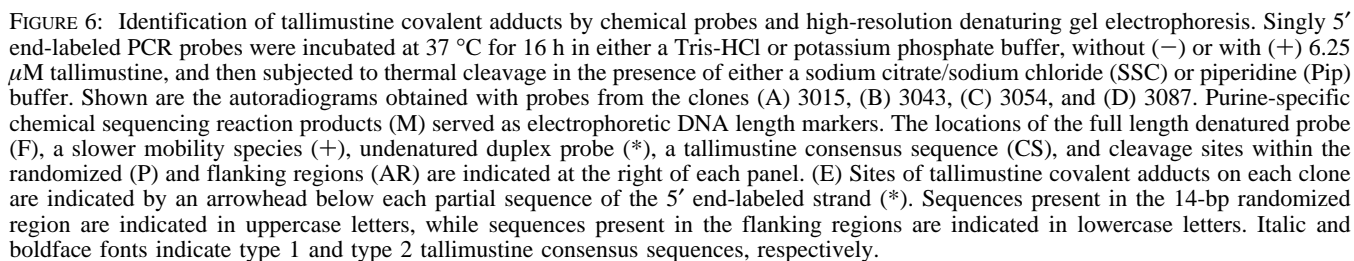 FIGURE 6: Identification of tallimustine covalent adducts by chemical probes and high-resolution denaturing gel electrophoresis. Singly 5′
end-labeled PCR probes were incubated at 37 °C for 16 h in either a Tris-HCl or potassium phosphate buffer, without (−) or with (+) 6.25
μM tallimustine, and then subjected to thermal cleavage in the presence of either a sodium citrate/sodium chloride (SSC) or piperidine (Pip)
buffer. Shown are the autoradiograms obtained with probes from the clones (A) 3015, (B) 3043, (C) 3054, and (D) 3087. Purine-specific
chemical sequencing reaction products (M) served as electrophoretic DNA length markers. The locations of the full length denatured probe
(F), a slower mobility species (+), undenatured duplex probe (*), a tallimustine consensus sequence (CS), and cleavage sites within the
randomized (P) and flanking regions (AR) are indicated at the right of each panel. (E) Sites of tallimustine covalent adducts on each clone
are indicated by an arrowhead below each partial sequence of the 5′ end-labeled strand (*). Sequences present in the 14-bp randomized
region are indicated in uppercase letters, while sequences present in the flanking regions are indicated in lowercase letters. Italic and
boldface fonts indicate type 1 and type 2 tallimustine consensus sequences, respectively.